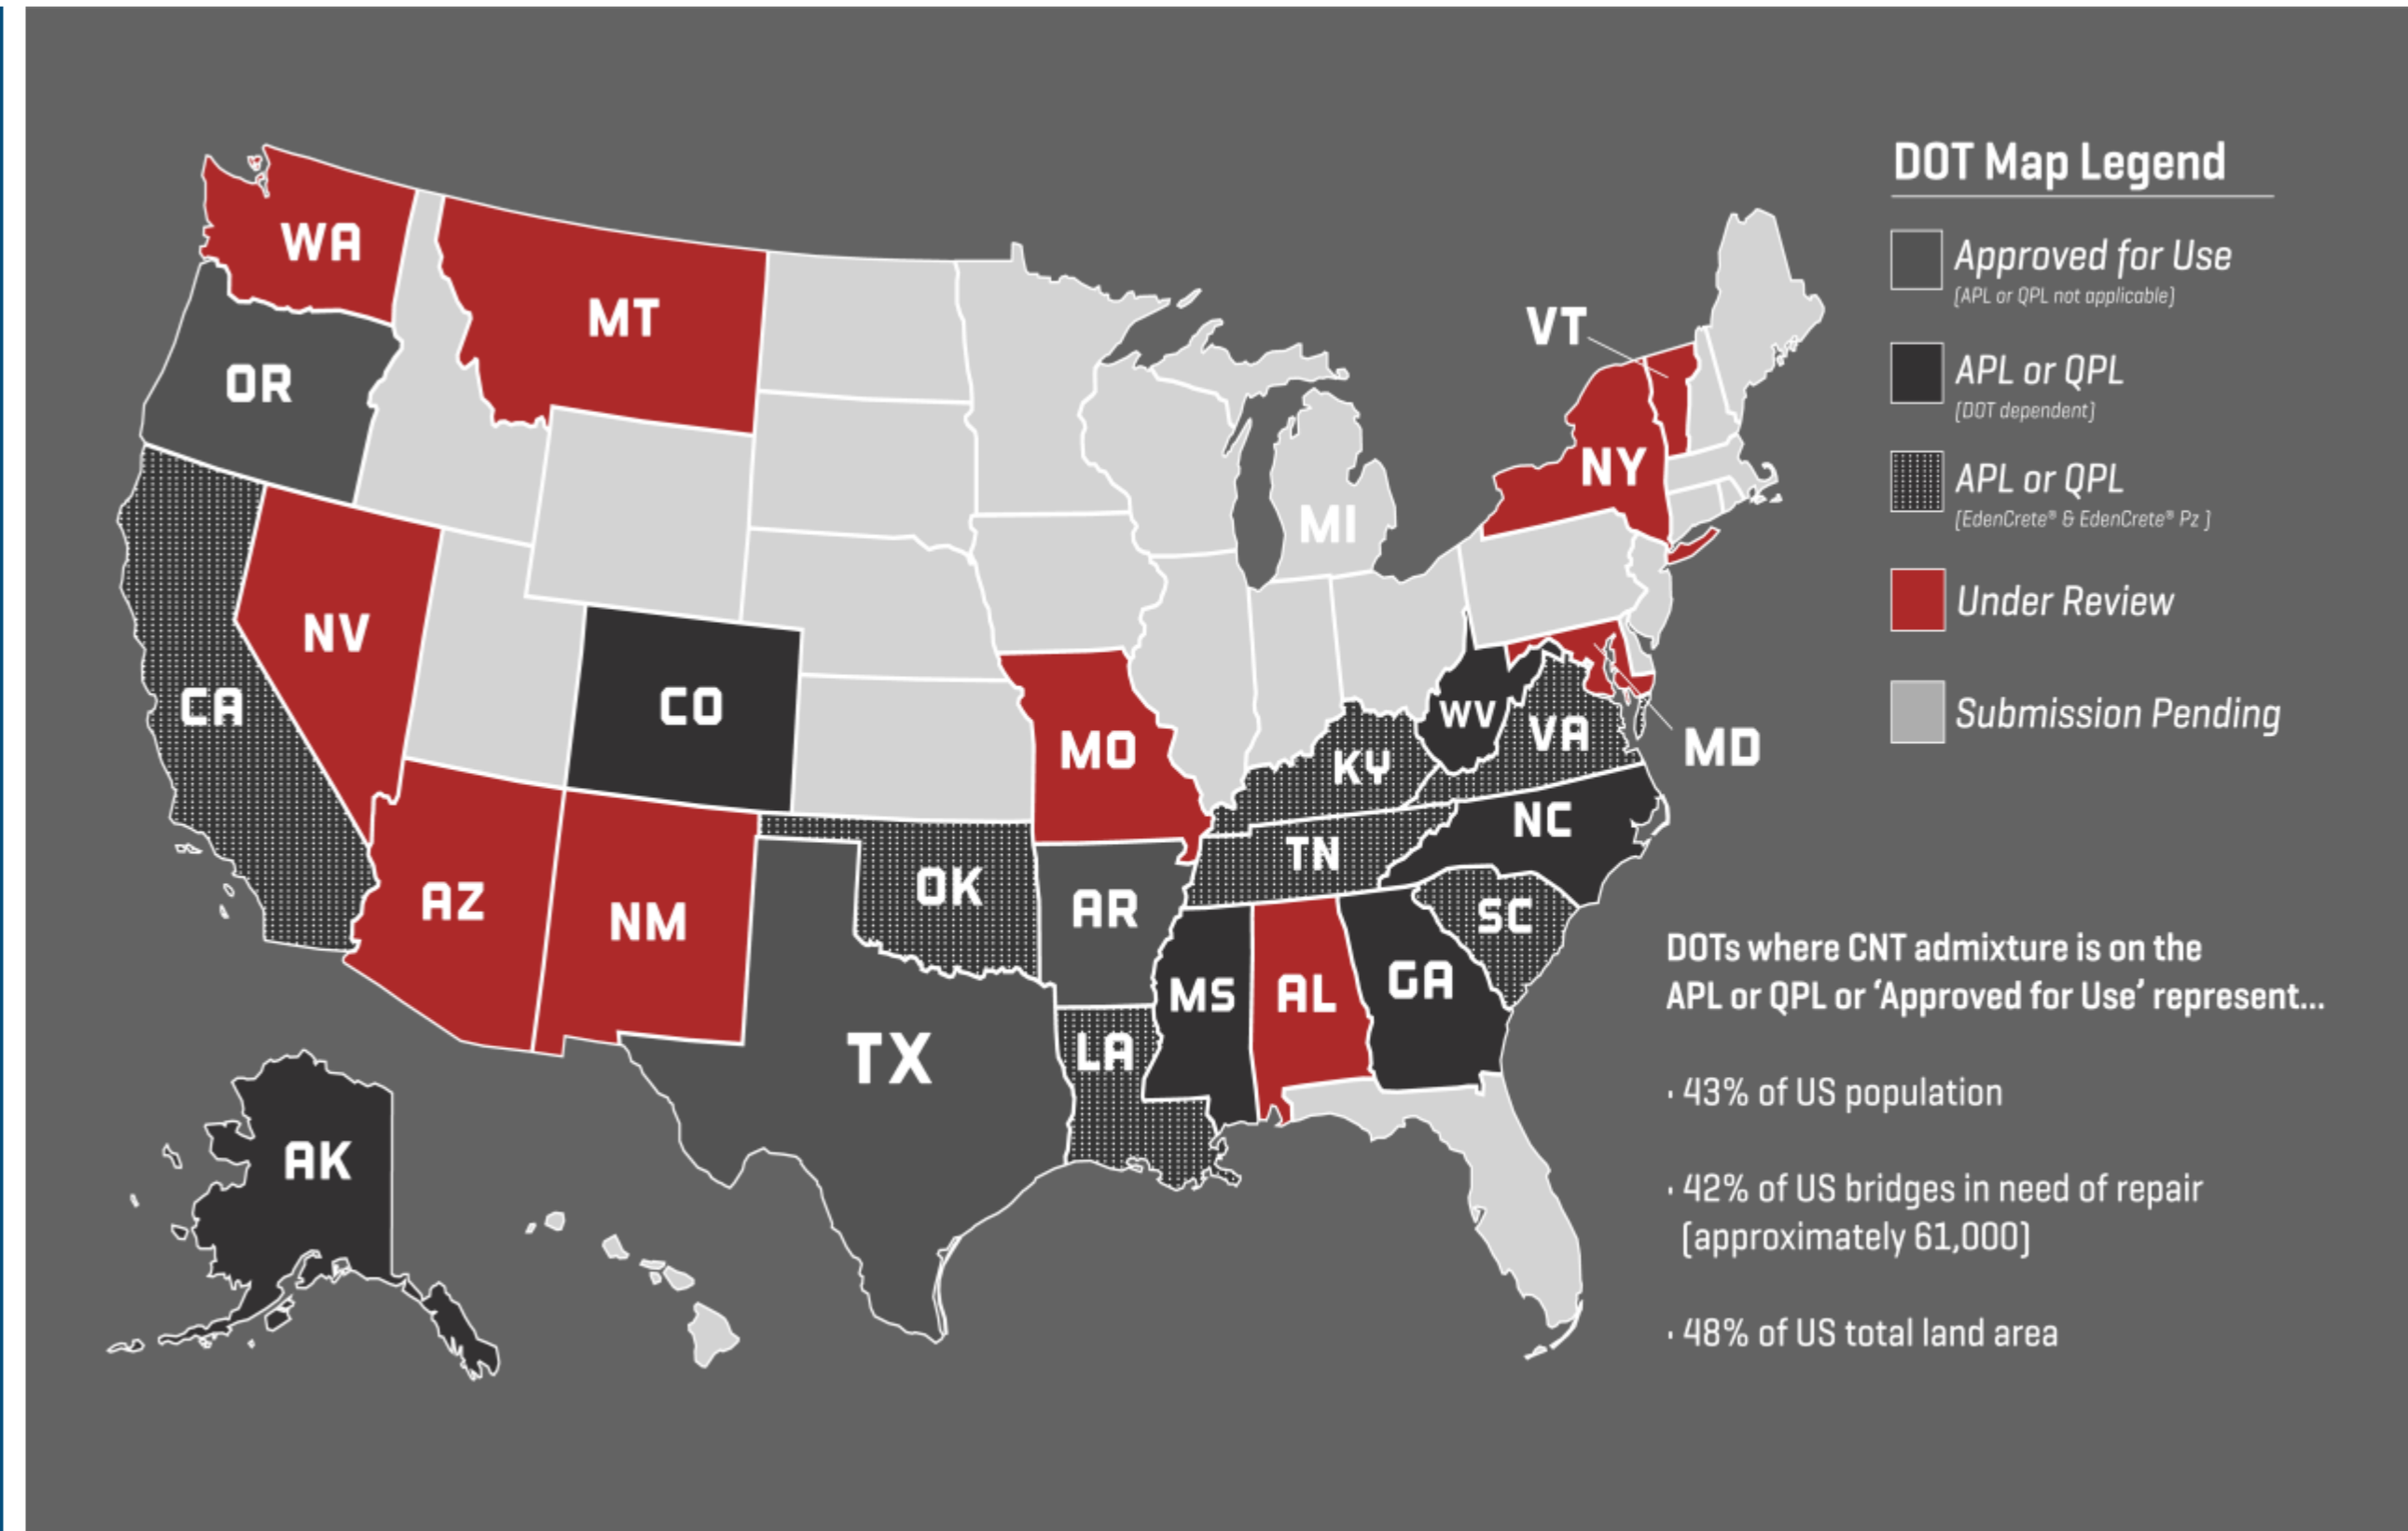 DOT Map Legend
Approved for Use
(APL or QPL not applicable)
APL or QPL
(DOT dependent)
APL or QPL
(EdenCrete® & EdenCrete® Pz )
Under Review
Submission Pending
WA
MT
OR
VT
NY
MI
NV
CA
CO
MO
WV
VA
MD
KY
NC
TN
AZ
NM
OK
AR
SC
MS
AL
GA
TX
LA
AK
DOTs where CNT admixture is on the
APL or QPL or ‘Approved for Use’ represent...
· 43% of US population
· 42% of US bridges in need of repair
(approximately 61,000)
· 48% of US total land area